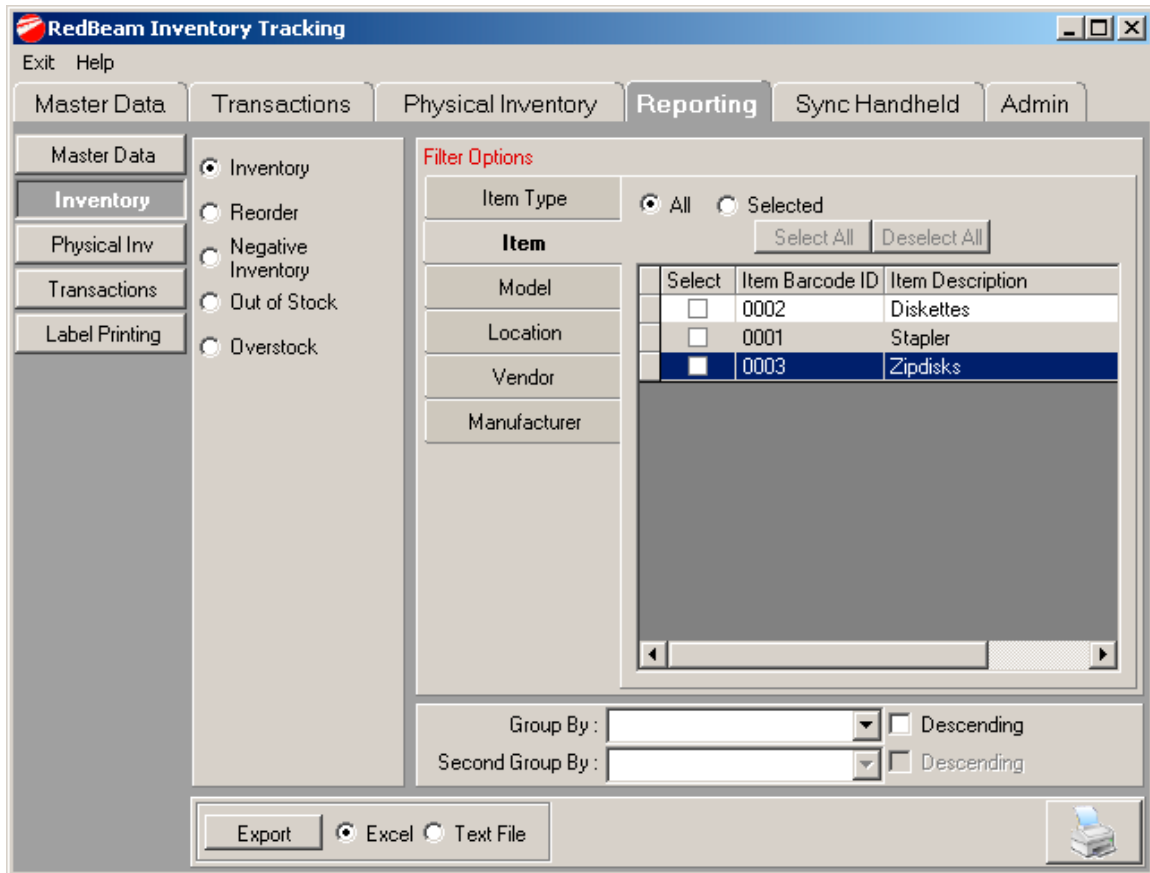 RedBeam Inventory Tracking
Exit Help
Master Data Transactions Physical Inventory Reporting Sync Handheld Admin
Master Data
Inventory
Physical Inv
Transactions
Label Printing
Inventory
Reorder
Negative
Inventory
Out of Stock
Overstock
Filter Options
Item Type
Item
Model
Location
Vendor
Manufacturer
All Selected
Select All Deselect All
Select Item Barcode ID Item Description
0002 Diskettes
0001 Stapler
0003 Zipdisks
Group By : Descending
Second Group By : Descending
Export Excel Text File